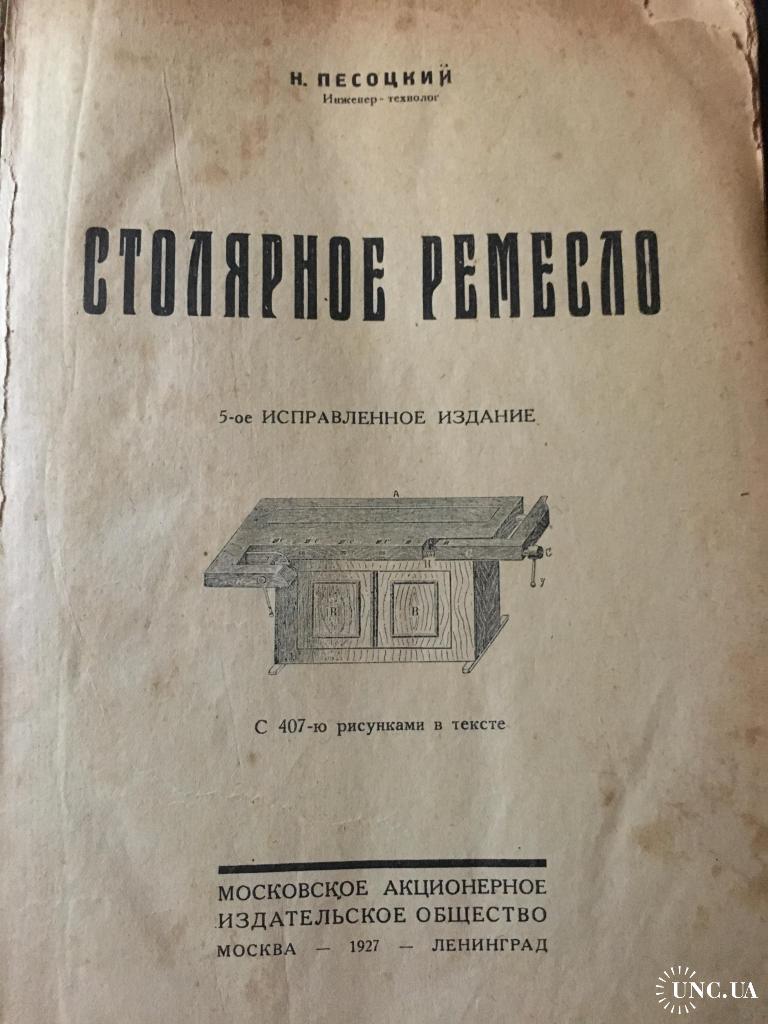 Н. ПЕСОЦКИЙ
Инженер-технолог
СТОЛЯРНОЕ РЕМЕСЛО
5-ое ИСПРАВЛЕННОЕ ИЗДАНИЕ
A
H
C
У
B B
С 407-ю рисунками в тексте
МОСКОВСКОЕ АКЦИОНЕРНОЕ
ИЗДАТЕЛЬСКОЕ ОБЩЕСТВО
МОСКВА — 1927 — ЛЕНИНГРАД
UNC.UA